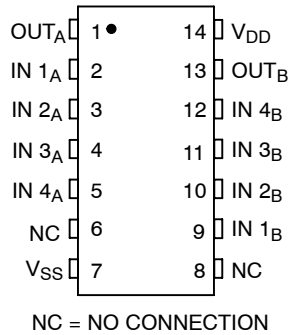 OUTA 1 14 VDD
IN 1A 2 13 OUTB
IN 2A 3 12 IN 4B
IN 3A 4 11 IN 3B
IN 4A 5 10 IN 2B
NC 6 9 IN 1B
VSS 7 8 NC
NC = NO CONNECTION